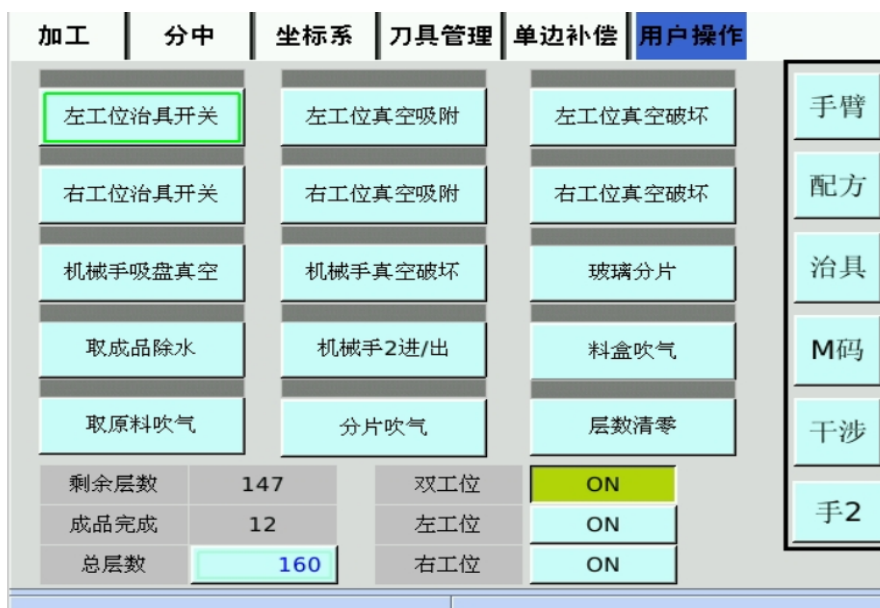 加工 分中 坐标系 刀具管理 单边补偿 用户操作
左工位治具开关 左工位真空吸附 左工位真空破坏 手臂
右工位治具开关 右工位真空吸附 右工位真空破坏 配方
机械手吸盘真空 机械手真空破坏 玻璃分片 治具
取成品除水 机械手2进/出 料盒吹气 M码
取原料吹气 分片吹气 层数清零 干涉
剩余层数 147 双工位 ON
成品完成 12 左工位 ON 手2
总层数 160 右工位 ON